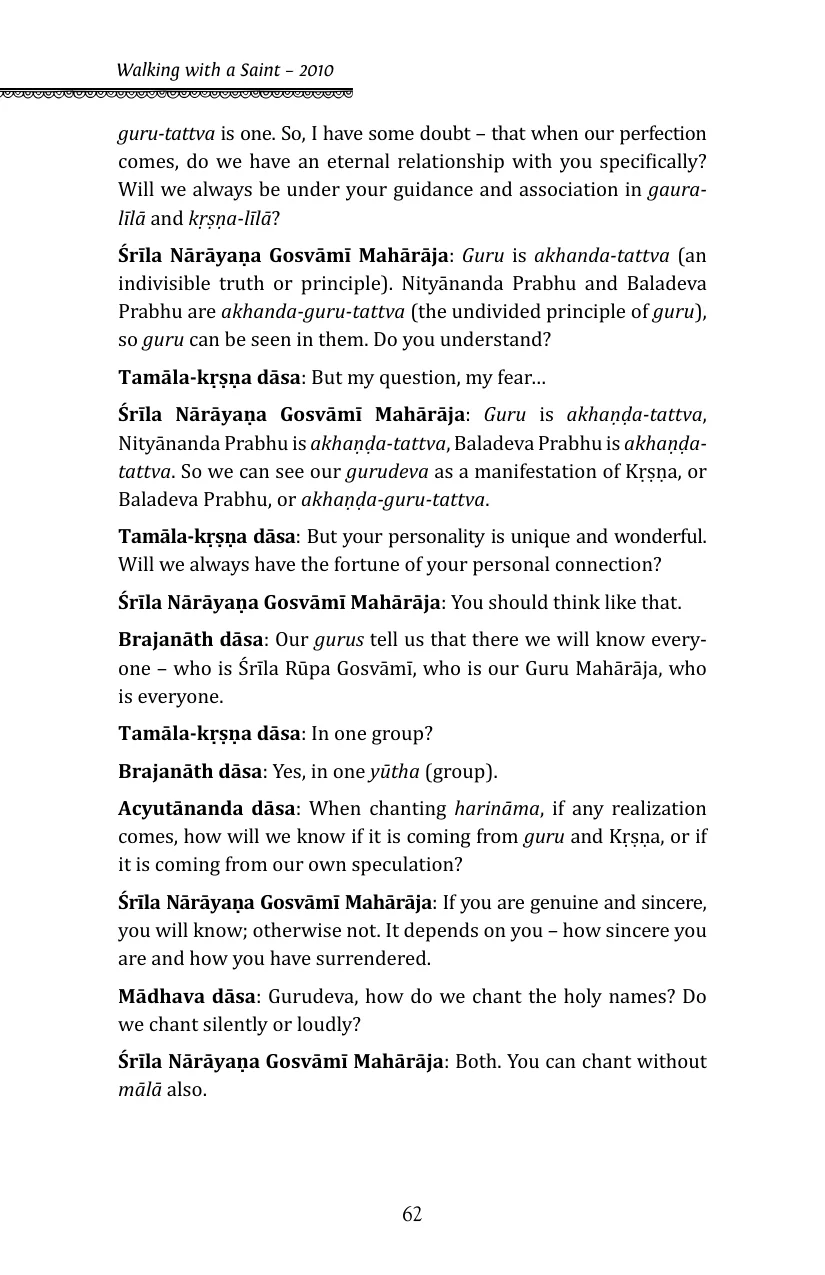 Walking with a Saint – 2010
guru-tattva is one. So, I have some doubt – that when our perfection
comes, do we have an eternal relationship with you specifically?
Will we always be under your guidance and association in gaura-
līlā and kṛṣṇa-līlā?
Śrīla Nārāyaṇa Gosvāmī Mahārāja: Guru is akhanda-tattva (an
indivisible truth or principle). Nityānanda Prabhu and Baladeva
Prabhu are akhanda-guru-tattva (the undivided principle of guru),
so guru can be seen in them. Do you understand?
Tamāla-kṛṣṇa dāsa: But my question, my fear…
Śrīla Nārāyaṇa Gosvāmī Mahārāja: Guru is akhaṇḍa-tattva,
Nityānanda Prabhu is akhaṇḍa-tattva, Baladeva Prabhu is akhaṇḍa-
tattva. So we can see our gurudeva as a manifestation of Kṛṣṇa, or
Baladeva Prabhu, or akhaṇḍa-guru-tattva.
Tamāla-kṛṣṇa dāsa: But your personality is unique and wonderful.
Will we always have the fortune of your personal connection?
Śrīla Nārāyaṇa Gosvāmī Mahārāja: You should think like that.
Brajanāth dāsa: Our gurus tell us that there we will know every-
one – who is Śrīla Rūpa Gosvāmī, who is our Guru Mahārāja, who
is everyone.
Tamāla-kṛṣṇa dāsa: In one group?
Brajanāth dāsa: Yes, in one yūtha (group).
Acyutānanda dāsa: When chanting harināma, if any realization
comes, how will we know if it is coming from guru and Kṛṣṇa, or if
it is coming from our own speculation?
Śrīla Nārāyaṇa Gosvāmī Mahārāja: If you are genuine and sincere,
you will know; otherwise not. It depends on you – how sincere you
are and how you have surrendered.
Mādhava dāsa: Gurudeva, how do we chant the holy names? Do
we chant silently or loudly?
Śrīla Nārāyaṇa Gosvāmī Mahārāja: Both. You can chant without
mālā also.
62